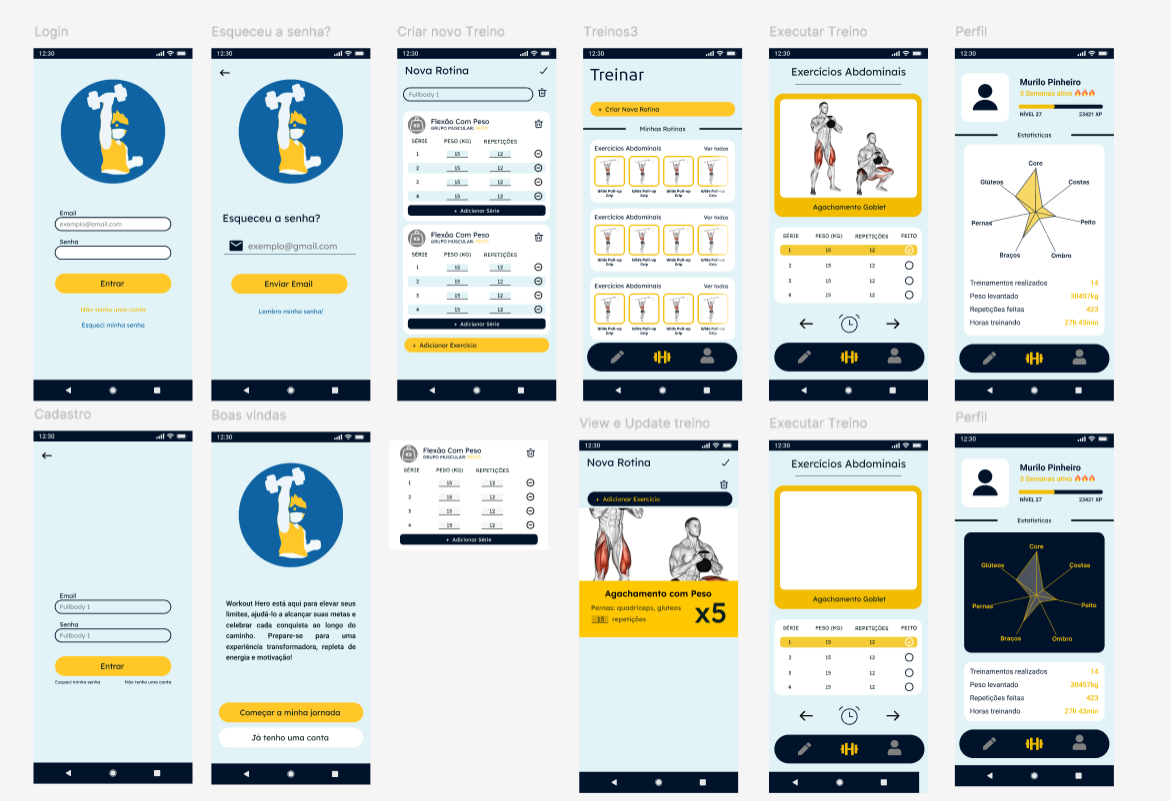 Login
12:30
Email
exemplo@email.com
Senha
Entrar
Não tenho uma conta
Esqueci minha senha
Esqueceu a senha?
12:30
Esqueceu a senha?
exemplo@gmail.com
Enviar Email
Lembro minha senha!
Criar novo Treino
12:30
Nova Rotina
Fullbody 1
KG
Flexão Com Peso
GRUPO MUSCULAR: PEITO
SÉRIE PESO (KG) REPETIÇÕES
1 15 12
2 15 12
3 15 12
4 15 12
+ Adicionar Série
KG
Flexão Com Peso
GRUPO MUSCULAR: PEITO
SÉRIE PESO (KG) REPETIÇÕES
1 15 12
2 15 12
3 15 12
4 15 12
+ Adicionar Série
+ Adicionar Exercicio
Treinos3
12:30
Treinar
+ Criar Nova Rotina
Minhas Rotinas
Exercicios Abdominais Ver todos
Wide Pull-up Grip
Wide Pull-up Grip
Wide Pull-up Grip
Wide Pull-up Grip
Exercicios Abdominais Ver todos
Wide Pull-up Grip
Wide Pull-up Grip
Wide Pull-up Grip
Wide Pull-up Grip
Exercicios Abdominais Ver todos
Wide Pull-up Grip
Wide Pull-up Grip
Wide Pull-up Grip
Wide Pull-up Grip
Executar Treino
12:30
Exercicios Abdominais
Agachamento Goblet
SÉRIE PESO (KG) REPETIÇÕES FEITO
1 15 12
2 15 12
3 15 12
4 15 12
Perfil
12:30
Murilo Pinheiro
3 Semanas ativo 🔥🔥🔥
NÍVEL 27 23421 XP
Estatísticas
Core
Glúteos Costas
Pernas Peito
Braços Ombro
Treinamentos realizados 14
Peso levantado 30457kg
Repetições feitas 423
Horas treinando 27h 43min
Cadastro
12:30
Email
Fullbody 1
Senha
Fullbody 1
Entrar
Esqueci minha senha Não tenho uma conta
Boas vindas
12:30
Workout Hero está aqui para elevar seus
limites, ajudá-lo a alcançar suas metas e
celebrar cada conquista ao longo do
caminho. Prepare-se para uma
experiência transformadora, repleta de
energia e motivação!
Começar a minha jornada
Já tenho uma conta
KG
Flexão Com Peso
GRUPO MUSCULAR: PEITO
SÉRIE PESO (KG) REPETIÇÕES
1 15 12
2 15 12
3 15 12
4 15 12
+ Adicionar Série
View e Update treino
12:30
Nova Rotina
+ Adicionar Exercicio
Agachamento com Peso
Pernas: quadríceps, gluteos
15 repetições
x5
Executar Treino
12:30
Exercicios Abdominais
Agachamento Goblet
SÉRIE PESO (KG) REPETIÇÕES FEITO
1 15 12
2 15 12
3 15 12
4 15 12
Perfil
12:30
Murilo Pinheiro
3 Semanas ativo 🔥🔥🔥
NÍVEL 27 23421 XP
Estatísticas
Core
Glúteos Costas
Pernas Peito
Braços Ombro
Treinamentos realizados 14
Peso levantado 30457kg
Repetições feitas 423
Horas treinando 27h 43min